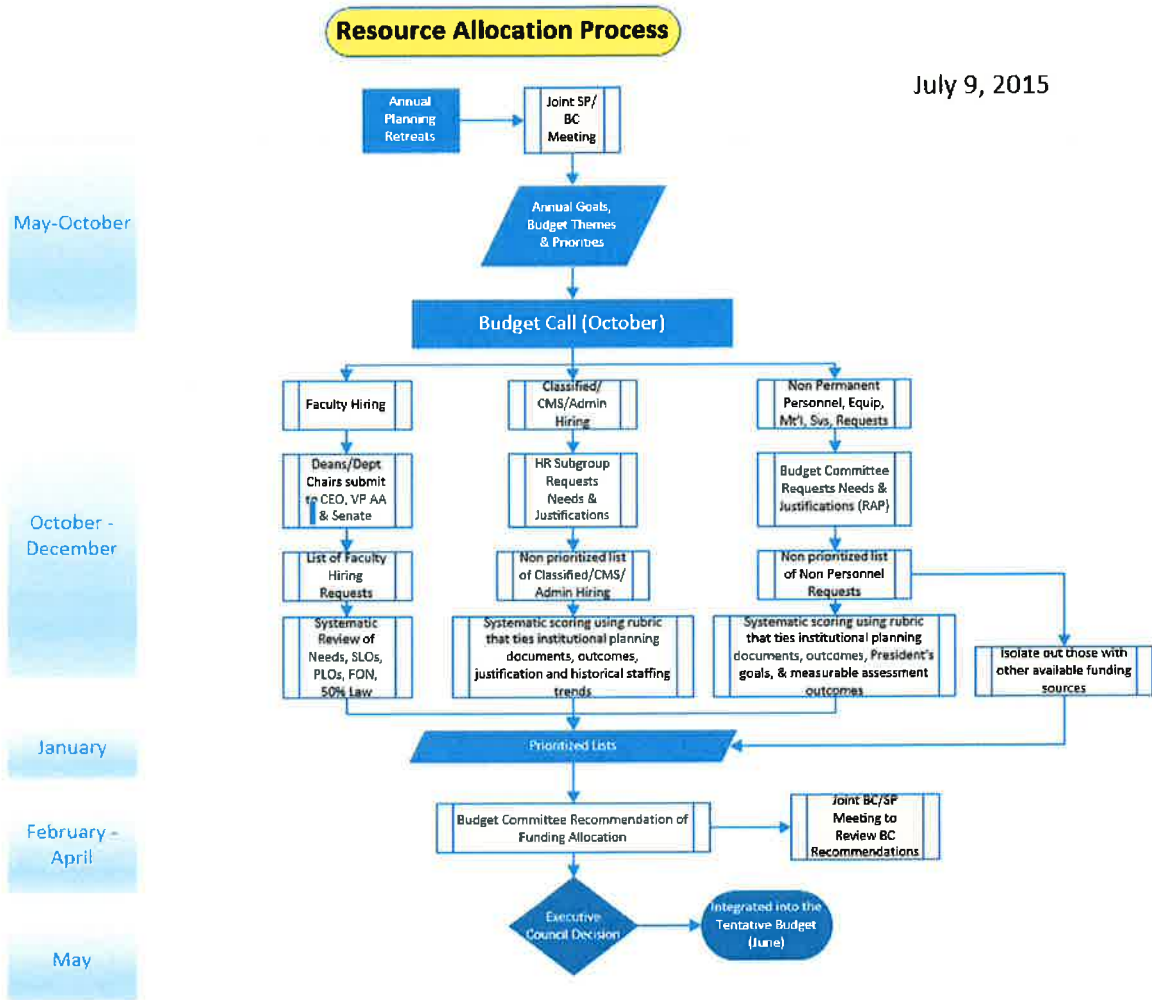 Resource Allocation Process
July 9, 2015
Annual
Planning
Retreats
Joint SP/
BC
Meeting
May-October
Annual Goals,
Budget Themes
& Priorities
Budget Call (October)
Faculty Hiring
Classified/
CMS/Admin
Hiring
Non Permanent
Personnel, Equip,
Mt'l, Svs, Requests
October -
December
Deans/Dept
Chairs submit
to CEO, VP AA
& Senate
HR Subgroup
Requests
Needs &
Justifications
Budget Committee
Requests Needs &
Justifications (RAP)
List of Faculty
Hiring
Requests
Non prioritized list
of Classified/CMS/
Admin Hiring
Non prioritized list
of Non Personnel
Requests
Systematic
Review of
Needs, SLOs,
PLOs, FON,
50% Law
Systematic scoring using rubric
that ties institutional planning
documents, outcomes,
justification and historical staffing
trends
Systematic scoring using rubric
that ties institutional planning
documents, outcomes, President's
goals, & measurable assessment
outcomes
Isolate out those with
other available funding
sources
January
Prioritized Lists
February -
April
Budget Committee Recommendation of
Funding Allocation
Joint BC/SP
Meeting to
Review BC
Recommendations
May
Executive
Council Decision
Integrated into the
Tentative Budget
(June)